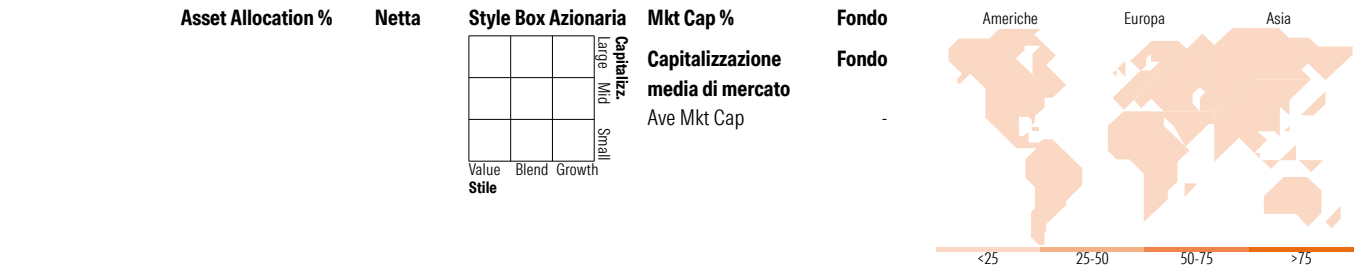 Asset Allocation % Netta
Style Box Azionaria
Large Mid Small
Capitalizz.
Value Blend Growth
Stile
Mkt Cap % Fondo
Capitalizzazione Fondo
media di mercato
Ave Mkt Cap -
Americhe Europa Asia
<25 25-50 50-75 >75